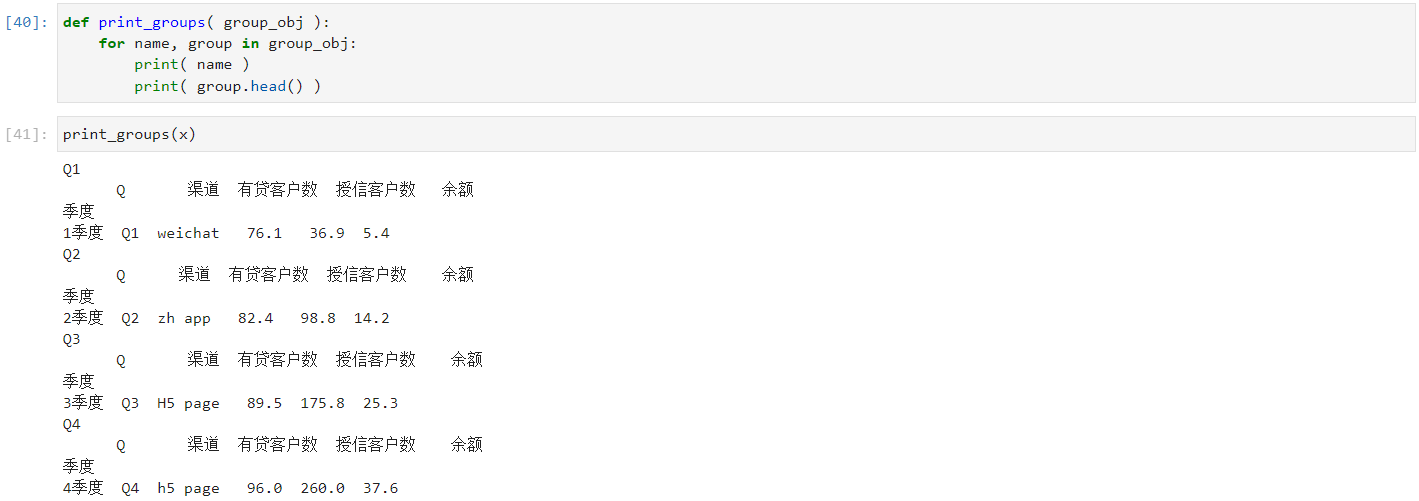 [40]: def print_groups( group_obj ):
    for name, group in group_obj:
        print( name )
        print( group.head() )
[41]: print_groups(x)
Q1
      Q       渠道  有贷客户数  授信客户数   余额
季度
1季度  Q1  weichat   76.1   36.9  5.4
Q2
      Q      渠道  有贷客户数  授信客户数    余额
季度
2季度  Q2  zh app   82.4   98.8  14.2
Q3
      Q       渠道  有贷客户数  授信客户数    余额
季度
3季度  Q3  H5 page   89.5  175.8  25.3
Q4
      Q       渠道  有贷客户数  授信客户数    余额
季度
4季度  Q4  h5 page   96.0  260.0  37.6